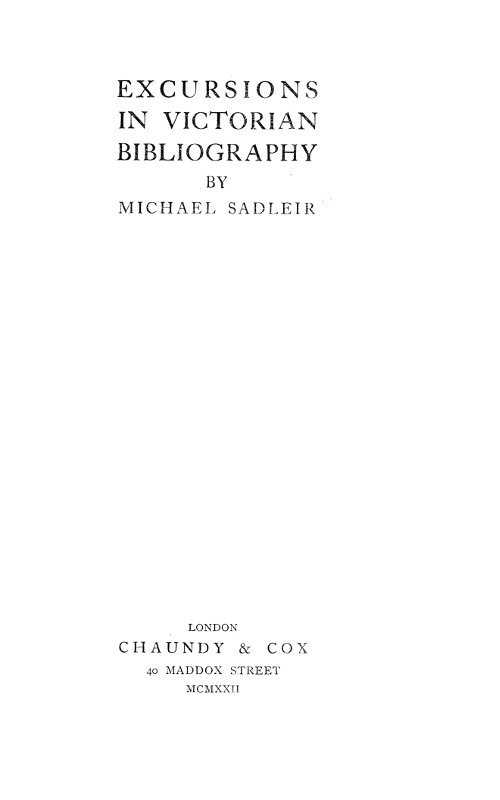 EXCURSIONS
IN VICTORIAN
BIBLIOGRAPHY
BY
MICHAEL SADLEIR
LONDON
CHAUNDY & COX
40 MADDOX STREET
MCMXXII